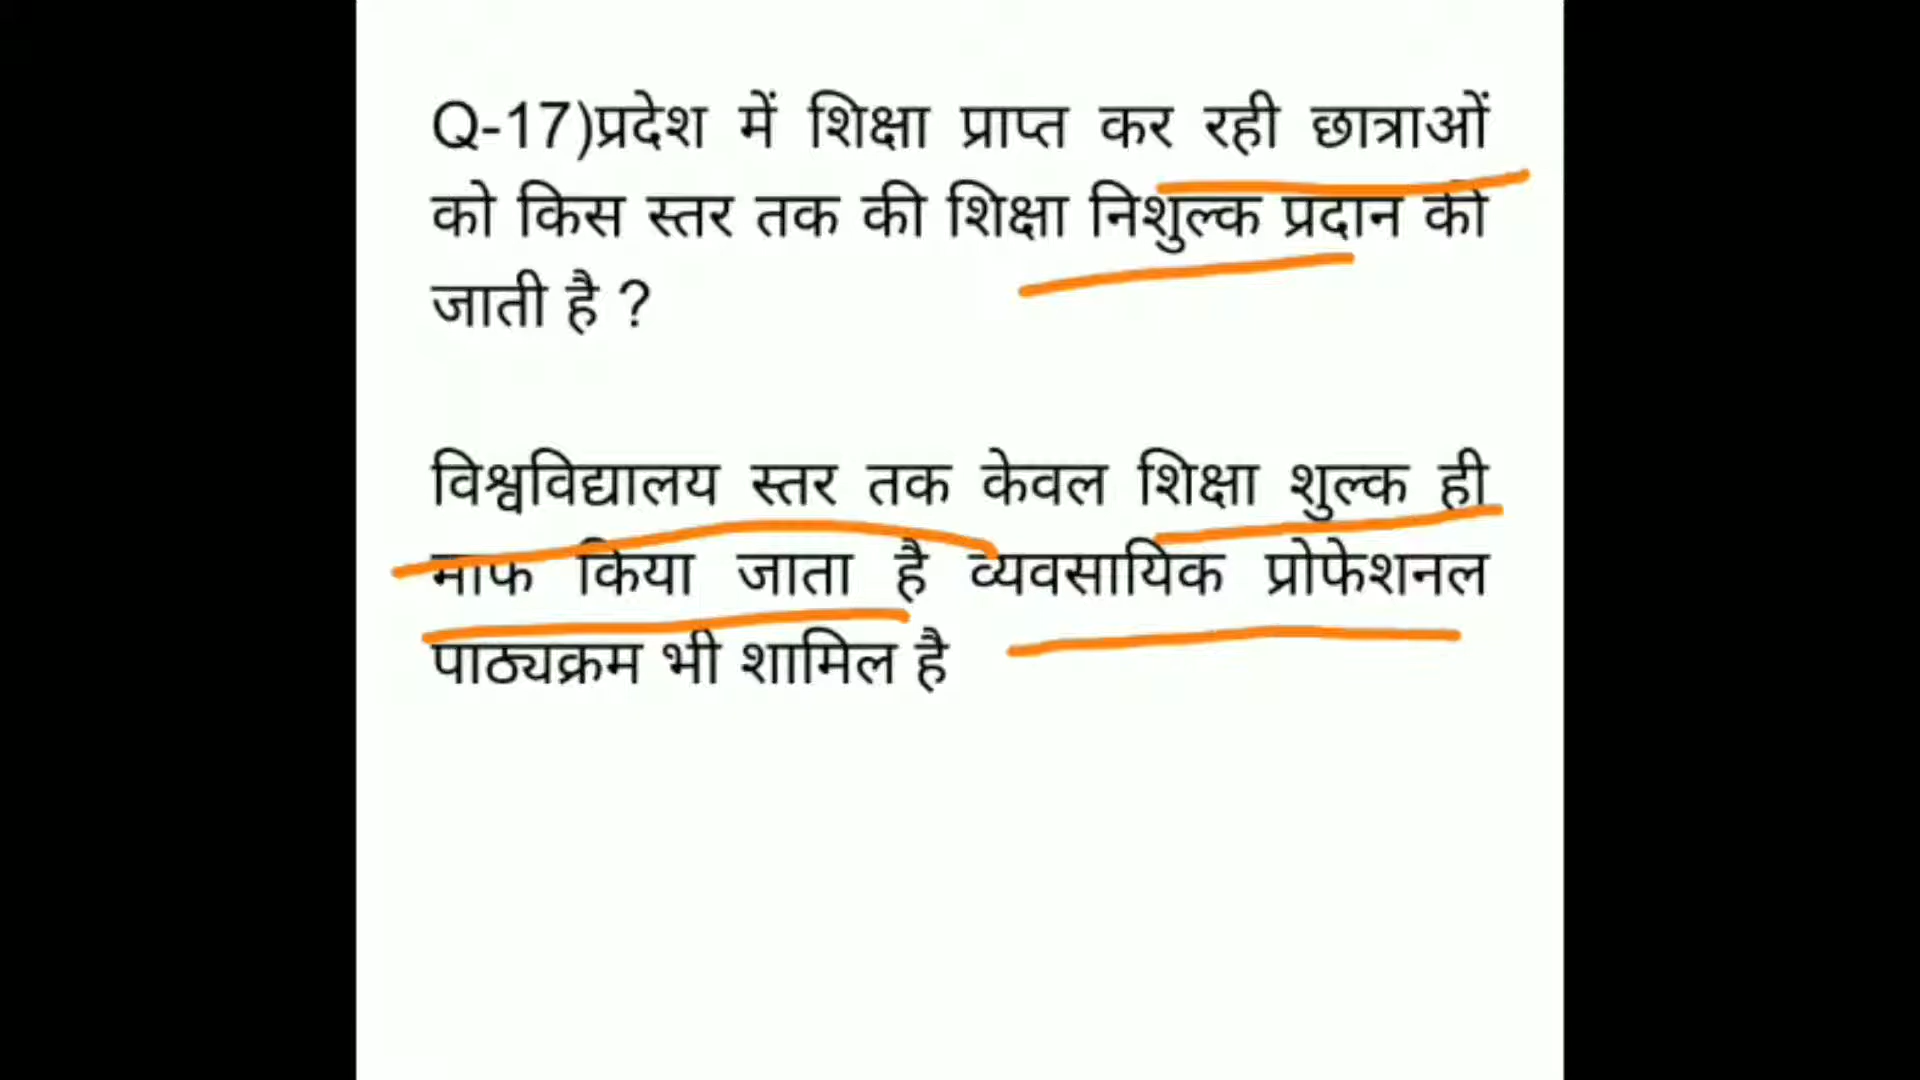 Q-17)प्रदेश में शिक्षा प्राप्त कर रही छात्राओं
को किस स्तर तक की शिक्षा निशुल्क प्रदान की
जाती है ?
विश्वविद्यालय स्तर तक केवल शिक्षा शुल्क ही
माफ किया जाता है व्यवसायिक प्रोफेशनल
पाठ्यक्रम भी शामिल है